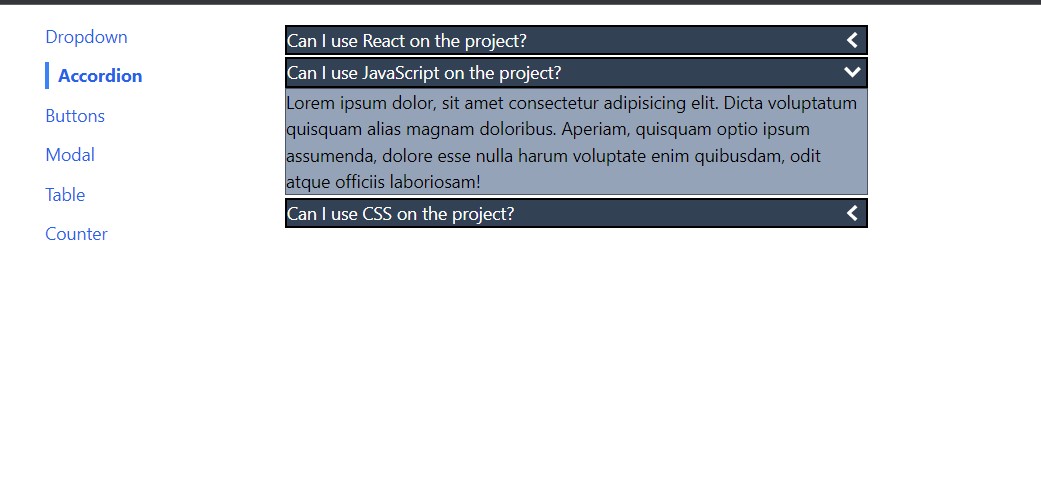 Dropdown
Accordion
Buttons
Modal
Table
Counter
Can I use React on the project?
Can I use JavaScript on the project?
Lorem ipsum dolor, sit amet consectetur adipisicing elit. Dicta voluptatum
quisquam alias magnam doloribus. Aperiam, quisquam optio ipsum
assumenda, dolore esse nulla harum voluptate enim quibusdam, odit
atque officiis laboriosam!
Can I use CSS on the project?